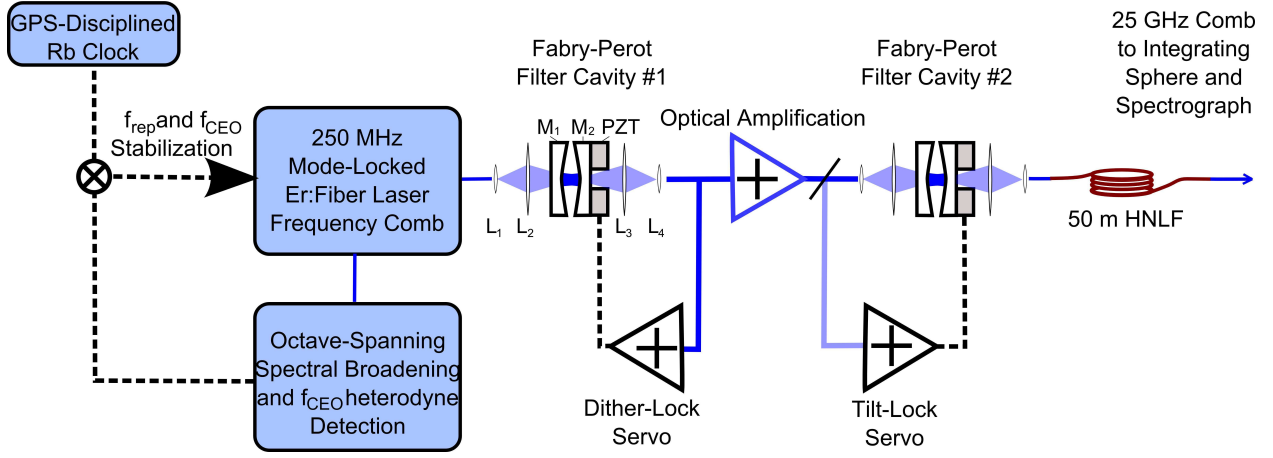 GPS-Disciplined
Rb Clock
f_rep and f_CEO
Stabilization
250 MHz
Mode-Locked
Er:Fiber Laser
Frequency Comb
Octave-Spanning
Spectral Broadening
and f_CEO heterodyne
Detection
Fabry-Perot
Filter Cavity #1
M₁ M₂ PZT
L₁ L₂ L₃ L₄
Dither-Lock
Servo
Optical Amplification
Tilt-Lock
Servo
Fabry-Perot
Filter Cavity #2
25 GHz Comb
to Integrating
Sphere and
Spectrograph
50 m HNLF